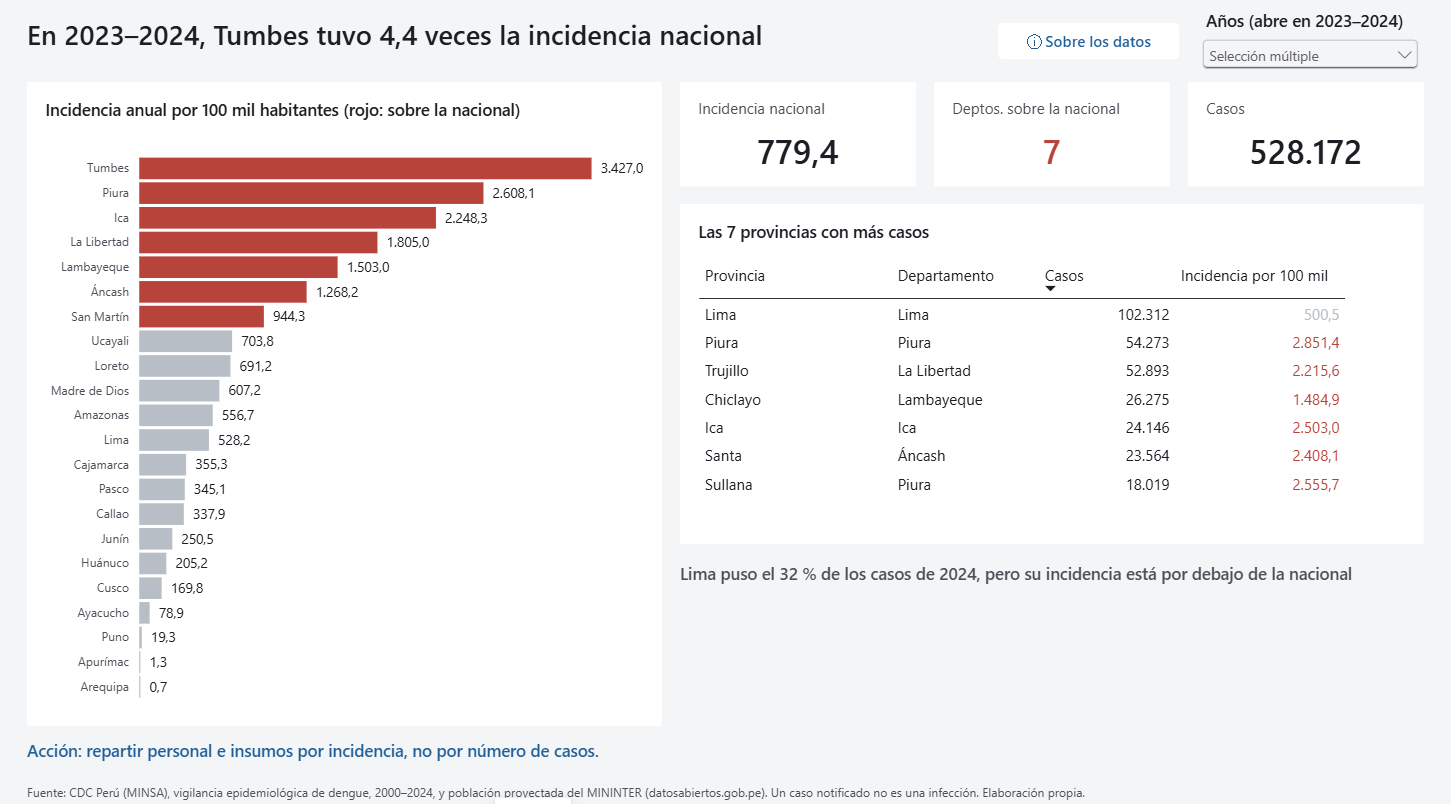 En 2023–2024, Tumbes tuvo 4,4 veces la incidencia nacional
Sobre los datos
Años (abre en 2023–2024)
Selección múltiple
Incidencia anual por 100 mil habitantes (rojo: sobre la nacional)
Tumbes 3.427,0
Piura 2.608,1
Ica 2.248,3
La Libertad 1.805,0
Lambayeque 1.503,0
Áncash 1.268,2
San Martín 944,3
Ucayali 703,8
Loreto 691,2
Madre de Dios 607,2
Amazonas 556,7
Lima 528,2
Cajamarca 355,3
Pasco 345,1
Callao 337,9
Junín 250,5
Huánuco 205,2
Cusco 169,8
Ayacucho 78,9
Puno 19,3
Apurímac 1,3
Arequipa 0,7
Incidencia nacional
779,4
Deptos. sobre la nacional
7
Casos
528.172
Las 7 provincias con más casos
Provincia Departamento Casos Incidencia por 100 mil
Lima Lima 102.312 500,5
Piura Piura 54.273 2.851,4
Trujillo La Libertad 52.893 2.215,6
Chiclayo Lambayeque 26.275 1.484,9
Ica Ica 24.146 2.503,0
Santa Áncash 23.564 2.408,1
Sullana Piura 18.019 2.555,7
Lima puso el 32 % de los casos de 2024, pero su incidencia está por debajo de la nacional
Acción: repartir personal e insumos por incidencia, no por número de casos.
Fuente: CDC Perú (MINSA), vigilancia epidemiológica de dengue, 2000–2024, y población proyectada del MININTER (datosabiertos.gob.pe). Un caso notificado no es una infección. Elaboración propia.